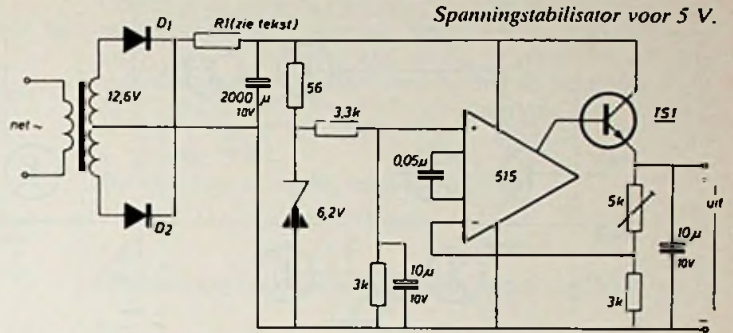 Spanningstabilisator voor 5 V.
D1
R1(zie tekst)
12,6V
net~
2000 μ
10V
56
3,3k
+
0,05μ
515
−
TS1
+
5k
uit
10μ
10V
6,2V
3k
10μ
10V
3k
−
D2